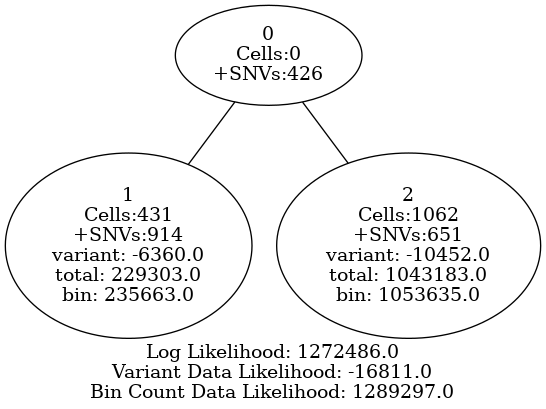 0
Cells:0
+SNVs:426
1
Cells:431
+SNVs:914
variant: -6360.0
total: 229303.0
bin: 235663.0
2
Cells:1062
+SNVs:651
variant: -10452.0
total: 1043183.0
bin: 1053635.0
Log Likelihood: 1272486.0
Variant Data Likelihood: -16811.0
Bin Count Data Likelihood: 1289297.0